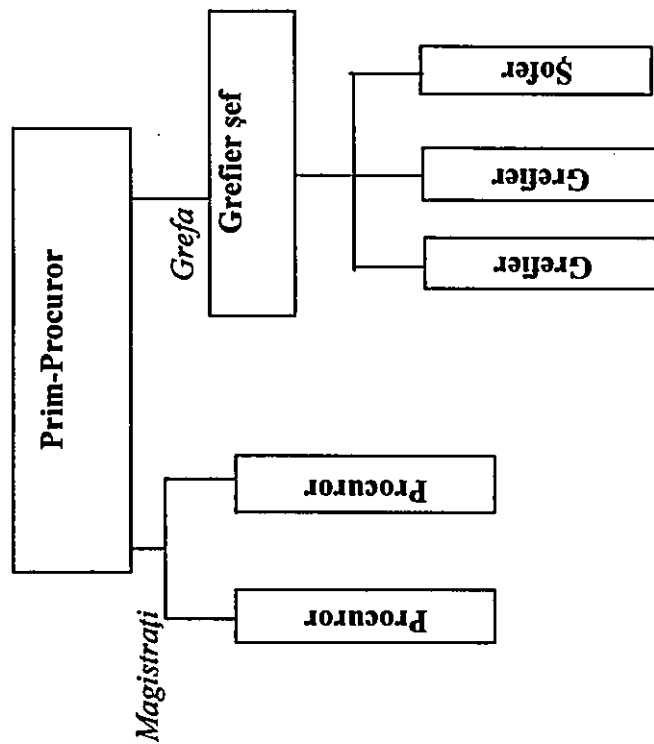 Prim-Procuror
Magistraţi
Grefa
Procuror
Procuror
Grefier şef
Grefier
Grefier
Şofer